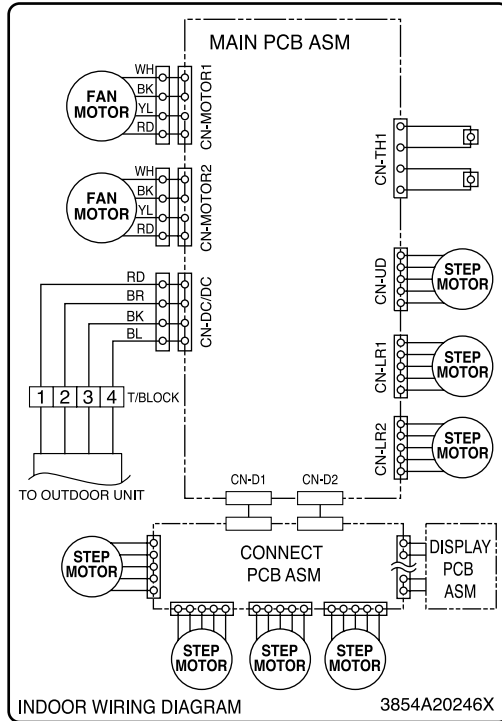 MAIN PCB ASM
WH
BK
YL
RD
FAN
MOTOR
CN-MOTOR1
WH
BK
YL
RD
FAN
MOTOR
CN-MOTOR2
CN-TH1
RD
BR
BK
BL
CN-DC/DC
CN-UD
STEP
MOTOR
CN-LR1
STEP
MOTOR
CN-LR2
STEP
MOTOR
1 2 3 4 T/BLOCK
TO OUTDOOR UNIT
CN-D1 CN-D2
STEP
MOTOR
CONNECT
PCB ASM
DISPLAY
PCB
ASM
STEP
MOTOR
STEP
MOTOR
STEP
MOTOR
INDOOR WIRING DIAGRAM 3854A20246X